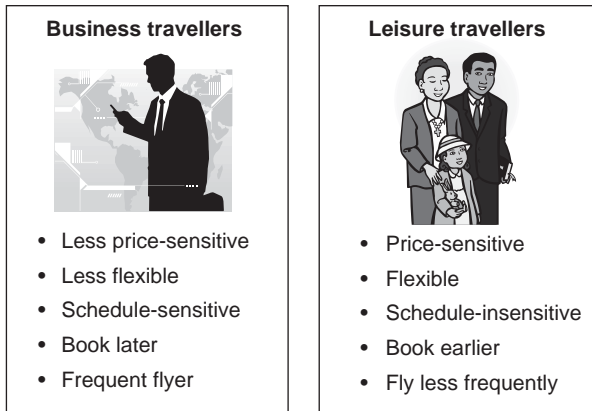 Business travellers
• Less price-sensitive
• Less flexible
• Schedule-sensitive
• Book later
• Frequent flyer
Leisure travellers
• Price-sensitive
• Flexible
• Schedule-insensitive
• Book earlier
• Fly less frequently